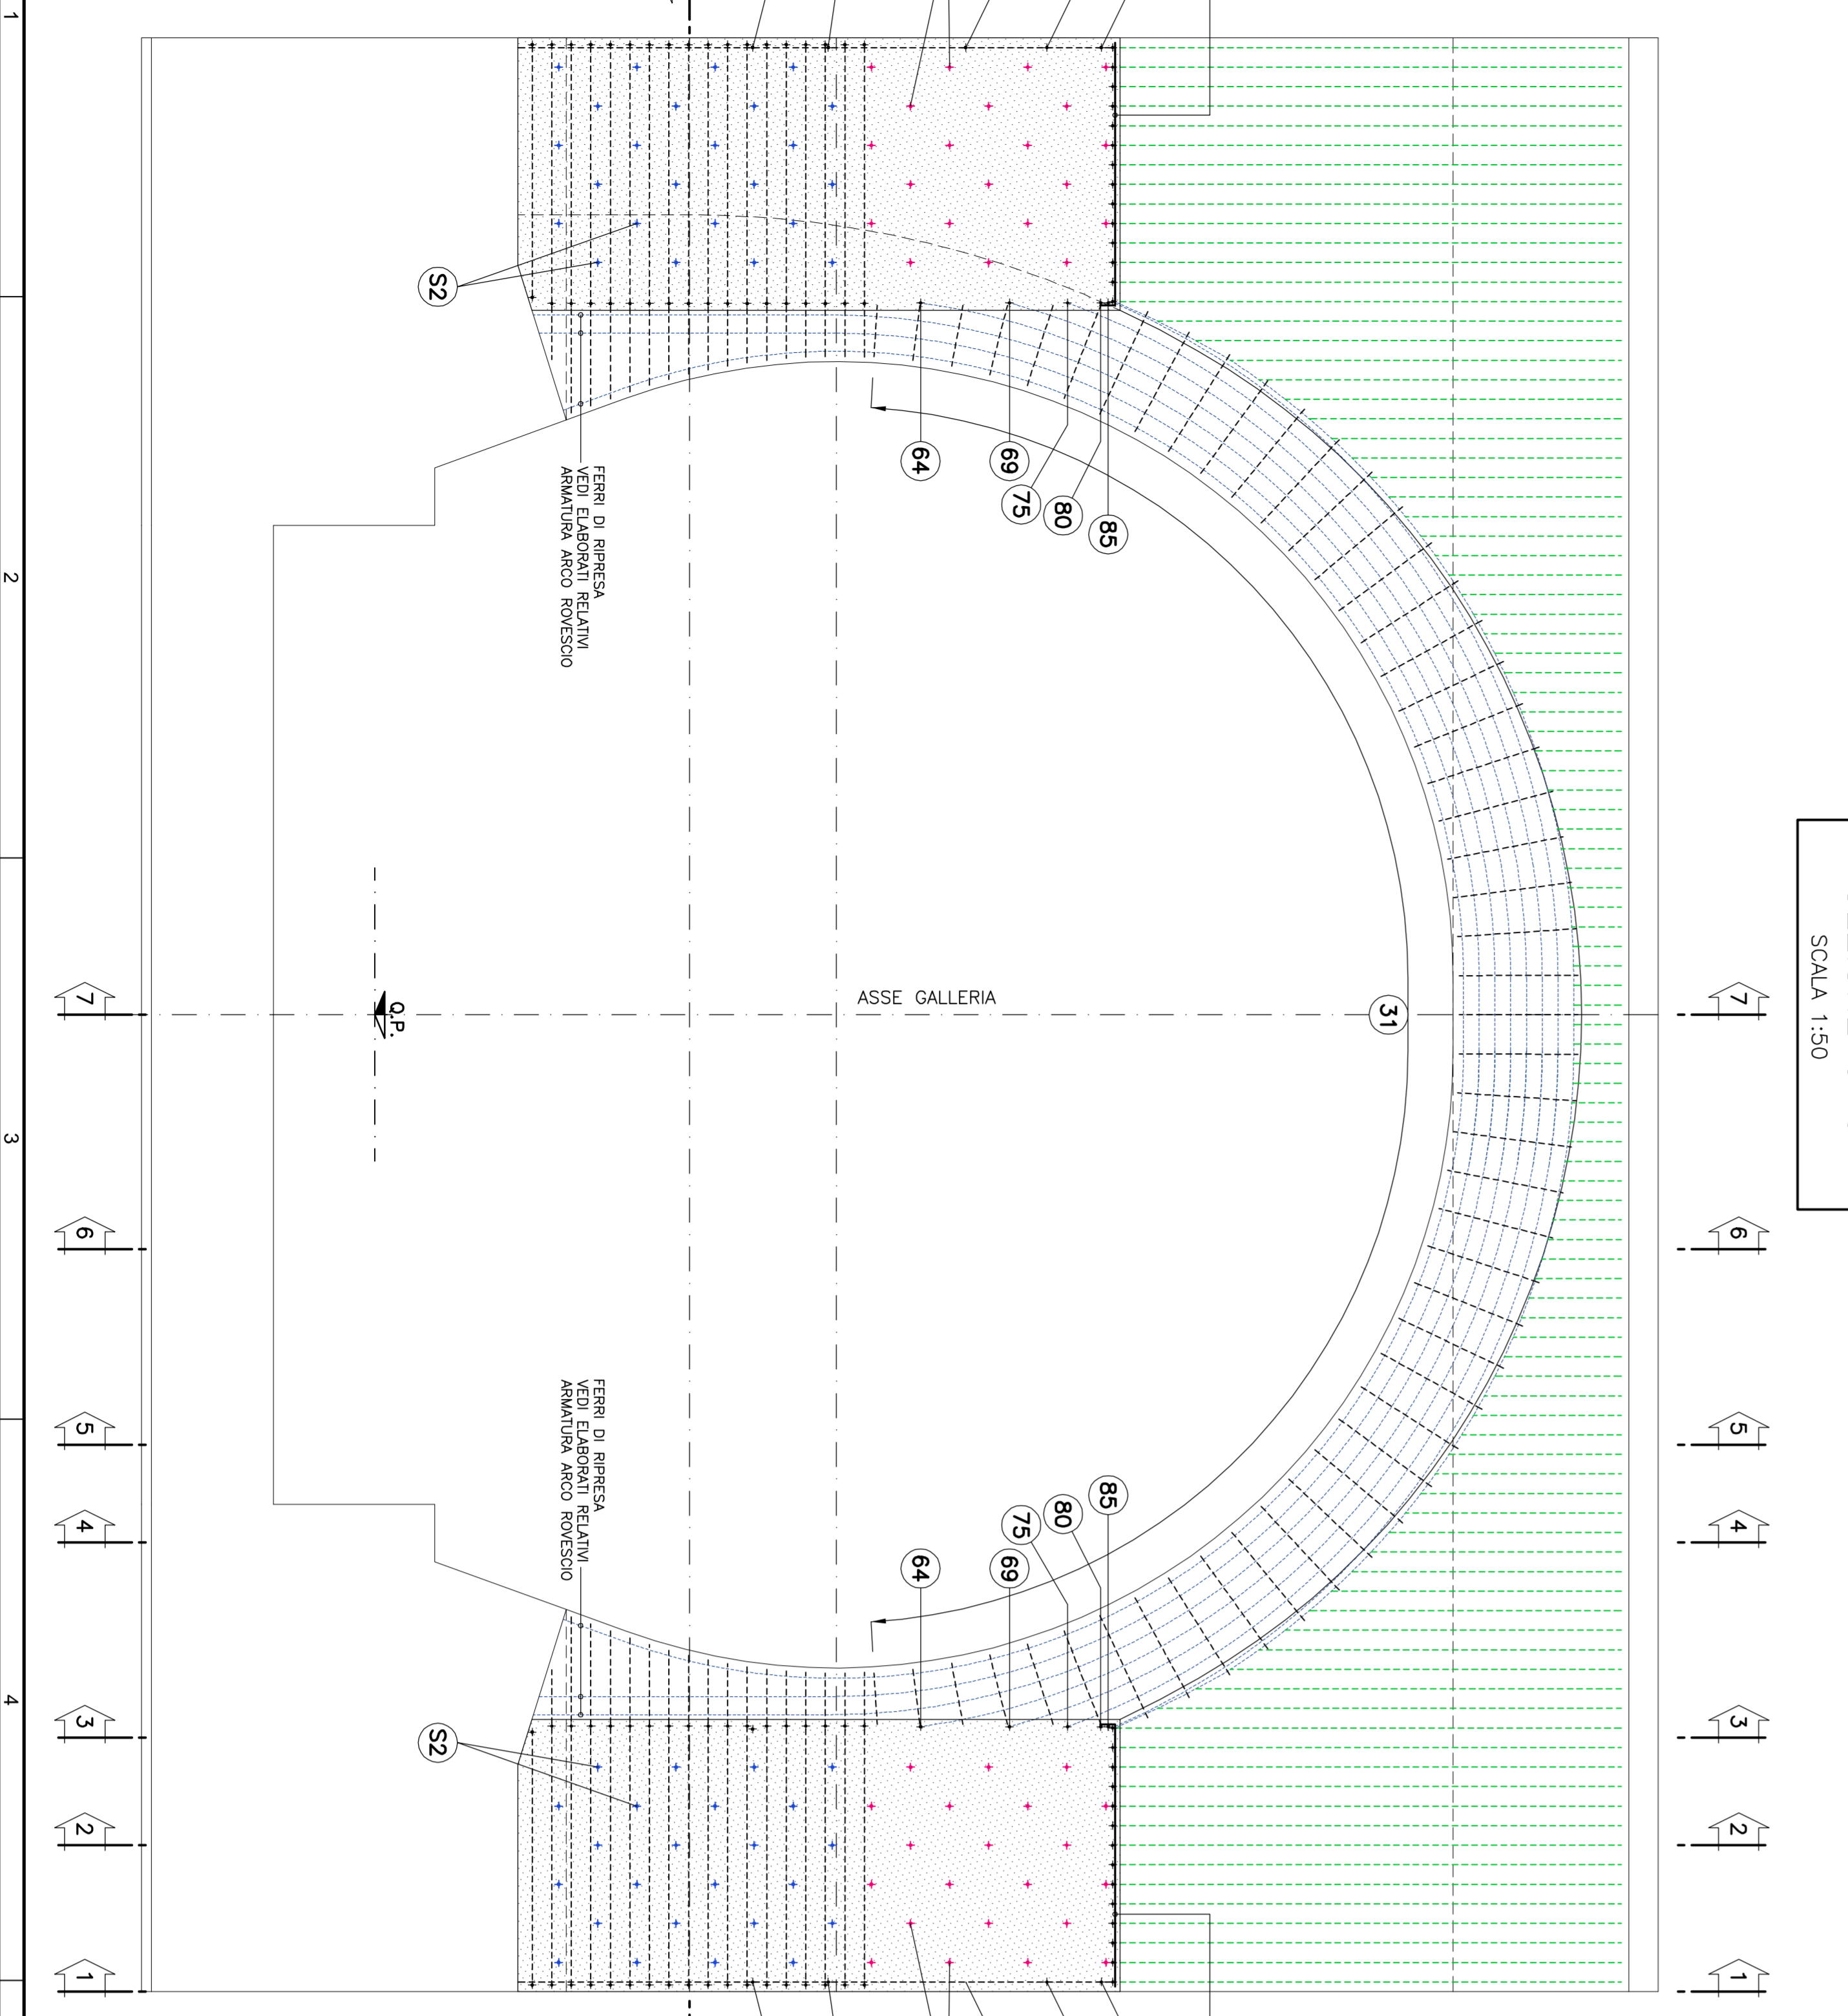 SCALA 1:50
7
6
5
4
3
2
1
31
85
80
75
69
64
85
80
75
69
64
ASSE GALLERIA
FERRI DI RIPRESA
VEDI ELABORATI RELATIVI
ARMATURA ARCO ROVESCIO
FERRI DI RIPRESA
VEDI ELABORATI RELATIVI
ARMATURA ARCO ROVESCIO
S2
S2
Q.P.
7
6
5
4
3
2
1
1
2
3
4